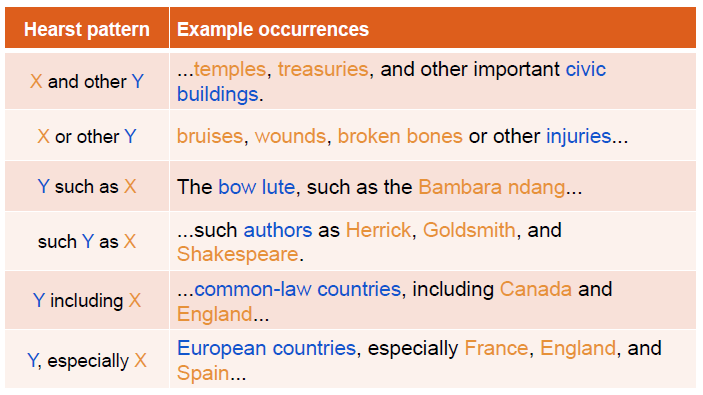 Hearst pattern Example occurrences
X and other Y ...temples, treasuries, and other important civic
buildings.
X or other Y bruises, wounds, broken bones or other injuries...
Y such as X The bow lute, such as the Bambara ndang...
such Y as X ...such authors as Herrick, Goldsmith, and
Shakespeare.
Y including X ...common-law countries, including Canada and
England...
Y, especially X European countries, especially France, England, and
Spain...